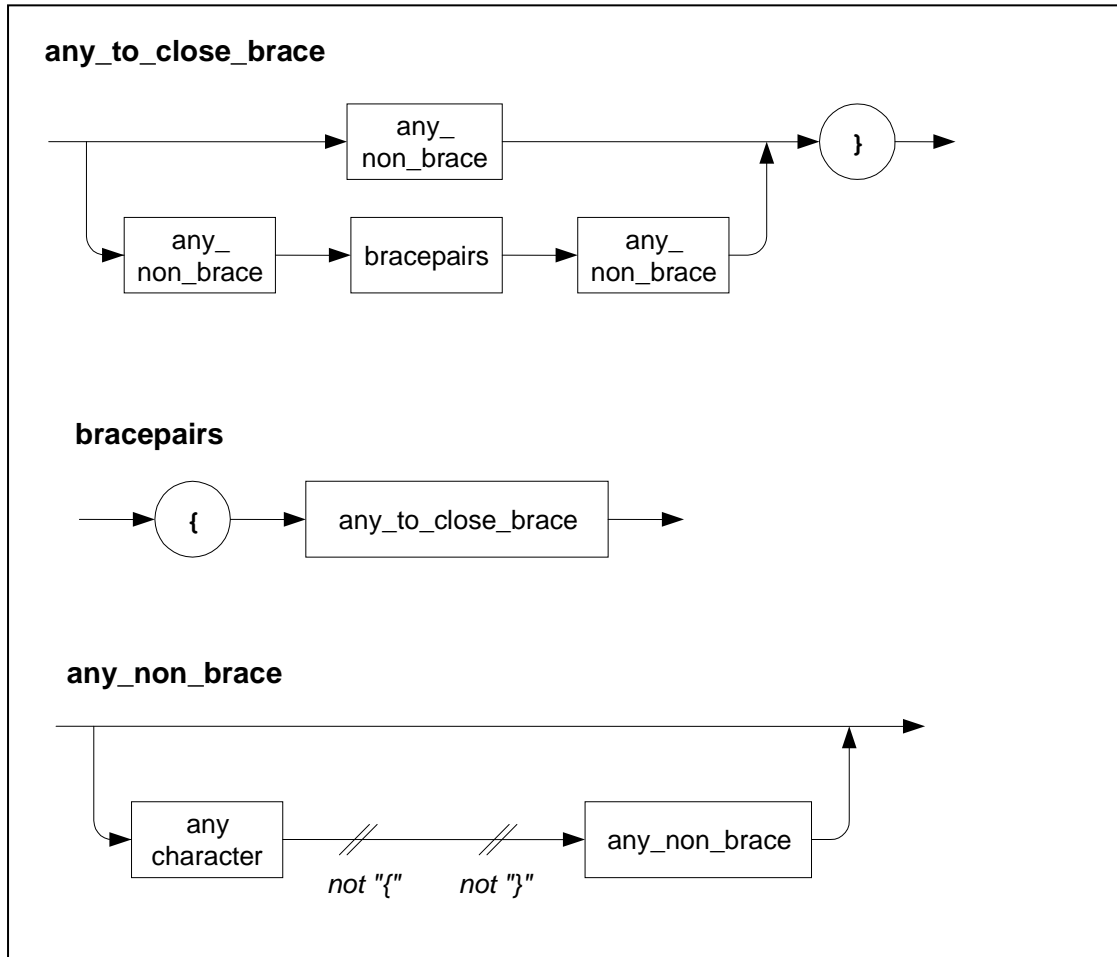 any_to_close_brace
any_
non_brace
}
any_
non_brace
bracepairs
any_
non_brace
bracepairs
{
any_to_close_brace
any_non_brace
any
character
any_non_brace
not "{"
not "}"